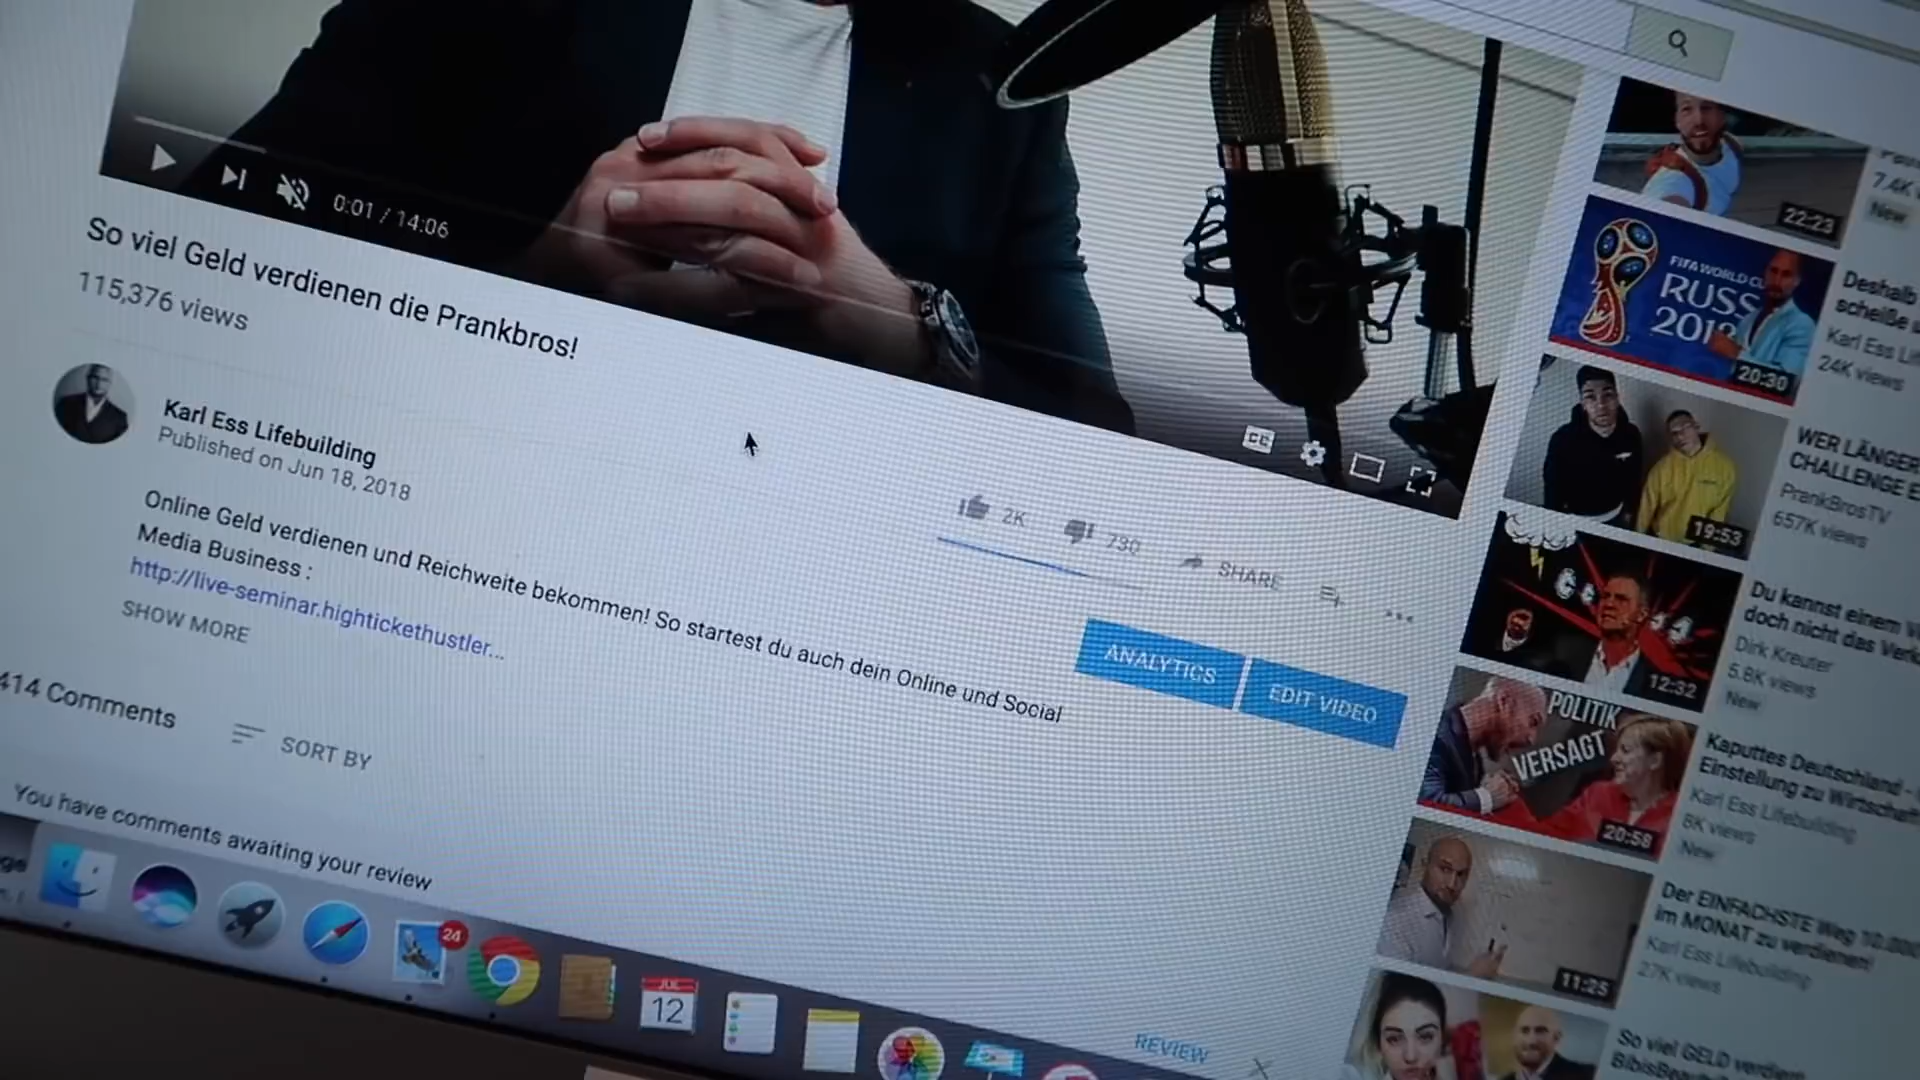 0:01 / 14:06
So viel Geld verdienen die Prankbros!
115,376 views
Karl Ess Lifebuilding
Published on Jun 18, 2018
Online Geld verdienen und Reichweite bekommen! So startest du auch dein Online und Social
Media Business :
http://live-seminar.hightickethustler...
SHOW MORE
2K
730
SHARE
ANALYTICS
EDIT VIDEO
414 Comments
SORT BY
You have comments awaiting your review
REVIEW
24
JUL
12
CC
22:23
7.4K
New
FIFA WORLD
RUSS
2018
20:30
Deshalb
scheiße
Karl Ess
24K views
19:53
WER LÄNGER
CHALLENGE
PrankBrosTV
657K views
12:32
Du kannst einem
doch nicht das
Dirk Kreuter
5.8K views
New
POLITIK
VERSAGT
20:58
Kaputtes Deutschland -
Einstellung zu Wirtschaft
Karl Ess Lifebuilding
8K views
New
11:25
Der EINFACHSTE Weg
im MONAT zu verdienen!
Karl Ess Lifebuilding
27K views
So viel GELD